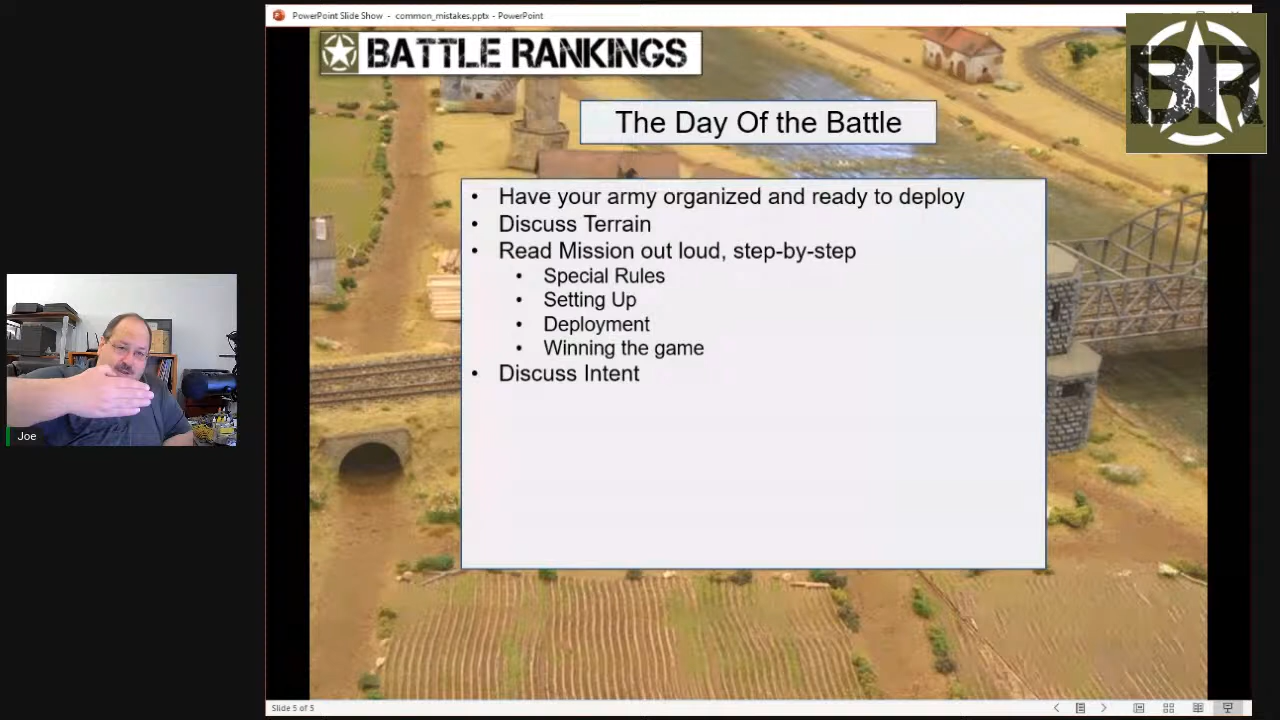 PowerPoint Slide Show - common_mistakes.pptx - PowerPoint
BATTLE RANKINGS
BR
The Day Of the Battle
• Have your army organized and ready to deploy
• Discuss Terrain
• Read Mission out loud, step-by-step
• Special Rules
• Setting Up
• Deployment
• Winning the game
• Discuss Intent
Joe
Slide 5 of 5